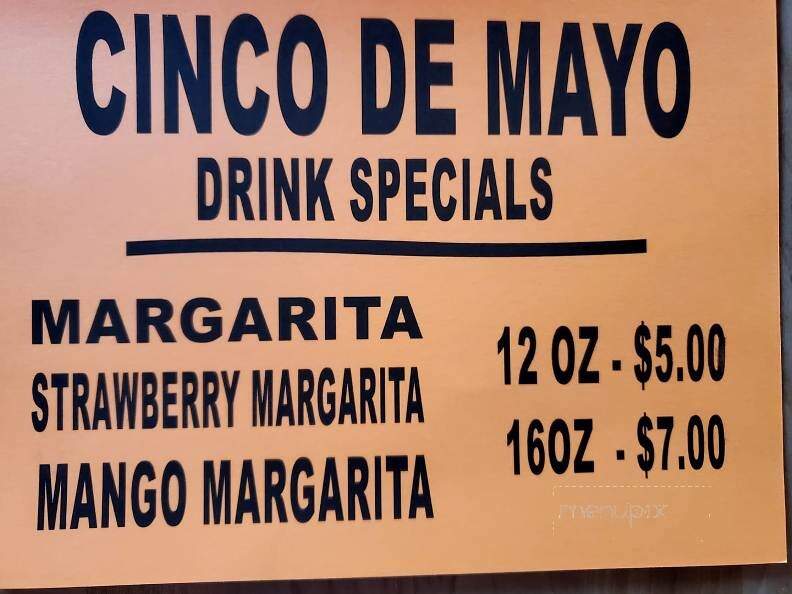 CINCO DE MAYO
DRINK SPECIALS
MARGARITA
STRAWBERRY MARGARITA
MANGO MARGARITA
12 OZ - $5.00
16OZ - $7.00
menupix